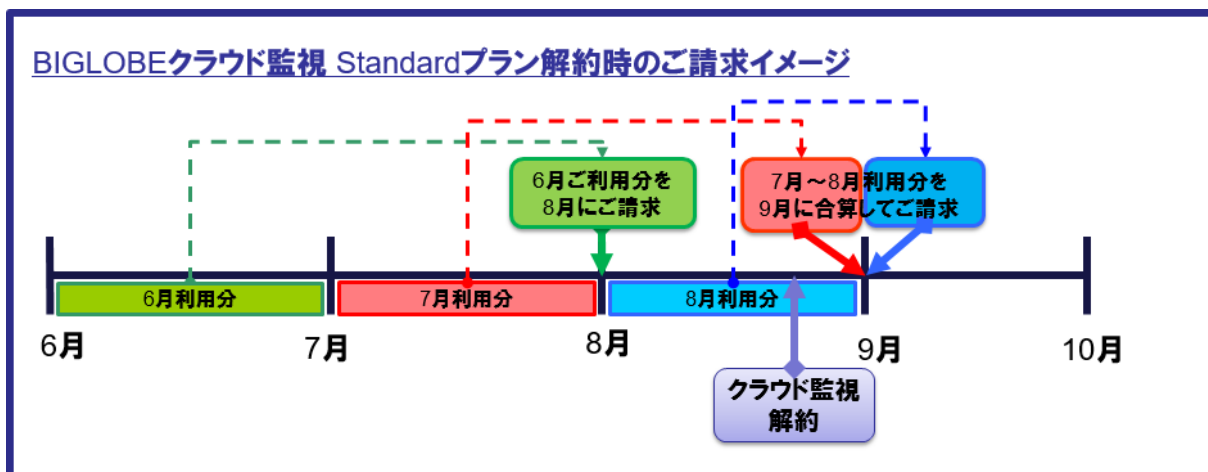 BIGLOBEクラウド監視 Standardプラン解約時のご請求イメージ
6月ご利用分を
8月にご請求
7月～8月利用分を
9月に合算してご請求
6月利用分
7月利用分
8月利用分
6月
7月
8月
9月
10月
クラウド監視
解約